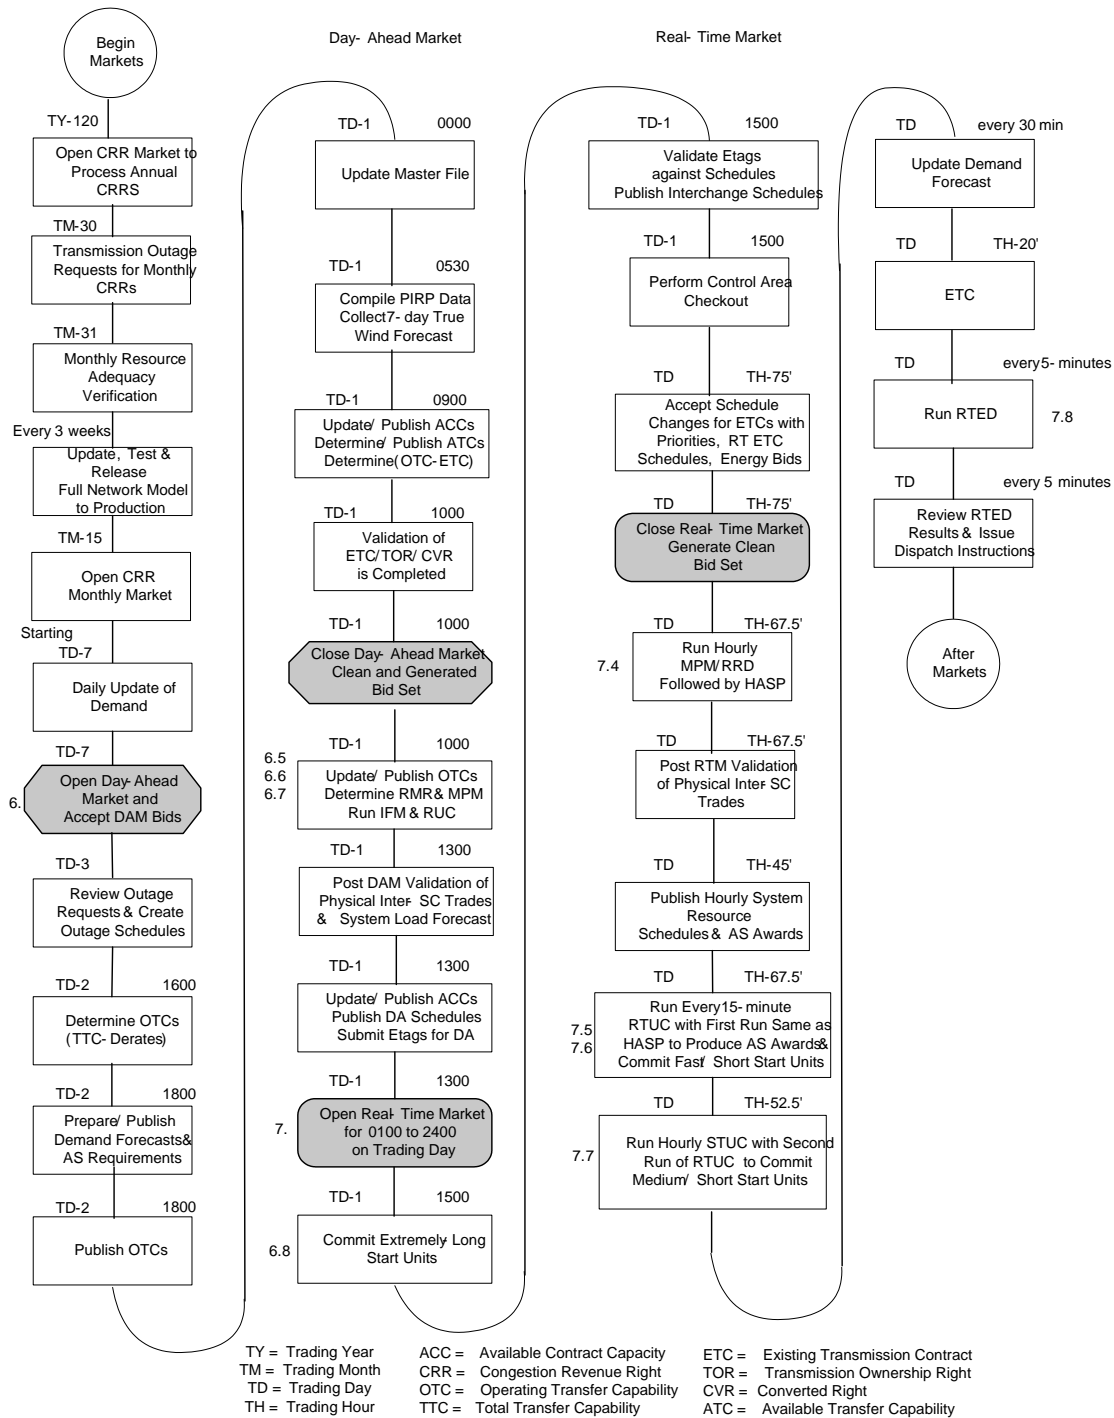 Begin
Markets
TY-120
Open CRR Market to
Process Annual
CRRS
TM-30
Transmission Outage
Requests for Monthly
CRRs
TM-31
Monthly Resource
Adequacy
Verification
Every 3 weeks
Update, Test &
Release
Full Network Model
to Production
TM-15
Open CRR
Monthly Market
Starting
TD-7
Daily Update of
Demand
TD-7
6.
Open Day-Ahead
Market and
Accept DAM Bids
TD-3
Review Outage
Requests & Create
Outage Schedules
TD-2 1600
Determine OTCs
(TTC- Derates)
TD-2 1800
Prepare/ Publish
Demand Forecasts&
AS Requirements
TD-2 1800
Publish OTCs
Day- Ahead Market
TD-1 0000
Update Master File
TD-1 0530
Compile PIRP Data
Collect7- day True
Wind Forecast
TD-1 0900
Update/ Publish ACCs
Determine/ Publish ATCs
Determine(OTC-ETC)
TD-1 1000
Validation of
ETC/TOR/ CVR
is Completed
TD-1 1000
Close Day- Ahead Market
Clean and Generated
Bid Set
TD-1 1000
6.5
6.6
6.7
Update/ Publish OTCs
Determine RMR& MPM
Run IFM & RUC
TD-1 1300
Post DAM Validation of
Physical Inter- SC Trades
& System Load Forecast
TD-1 1300
Update/ Publish ACCs
Publish DA Schedules
Submit Etags for DA
TD-1 1300
7.
Open Real- Time Market
for 0100 to 2400
on Trading Day
TD-1 1500
6.8
Commit Extremely- Long
Start Units
Real- Time Market
TD-1 1500
Validate Etags
against Schedules
Publish Interchange Schedules
TD-1 1500
Perform Control Area
Checkout
TD TH-75'
Accept Schedule
Changes for ETCs with
Priorities, RT ETC
Schedules, Energy Bids
TD TH-75'
Close Real- Time Market
Generate Clean
Bid Set
TD TH-67.5'
7.4
Run Hourly
MPM/RRD
Followed by HASP
TD TH-67.5'
Post RTM Validation
of Physical Inter- SC
Trades
TD TH-45'
Publish Hourly System
Resource
Schedules& AS Awards
TD TH-67.5'
7.5
7.6
Run Every15- minute
RTUC with First Run Same as
HASP to Produce AS Awards&
Commit Fast/ Short Start Units
TD TH-52.5'
7.7
Run Hourly STUC with Second
Run of RTUC to Commit
Medium/ Short Start Units
TD every 30 min
Update Demand
Forecast
TD TH-20'
ETC
TD every5- minutes
Run RTED
7.8
TD every 5 minutes
Review RTED
Results & Issue
Dispatch Instructions
After
Markets
TY = Trading Year
TM = Trading Month
TD = Trading Day
TH = Trading Hour
ACC = Available Contract Capacity
CRR = Congestion Revenue Right
OTC = Operating Transfer Capability
TTC = Total Transfer Capability
ETC = Existing Transmission Contract
TOR = Transmission Ownership Right
CVR = Converted Right
ATC = Available Transfer Capability